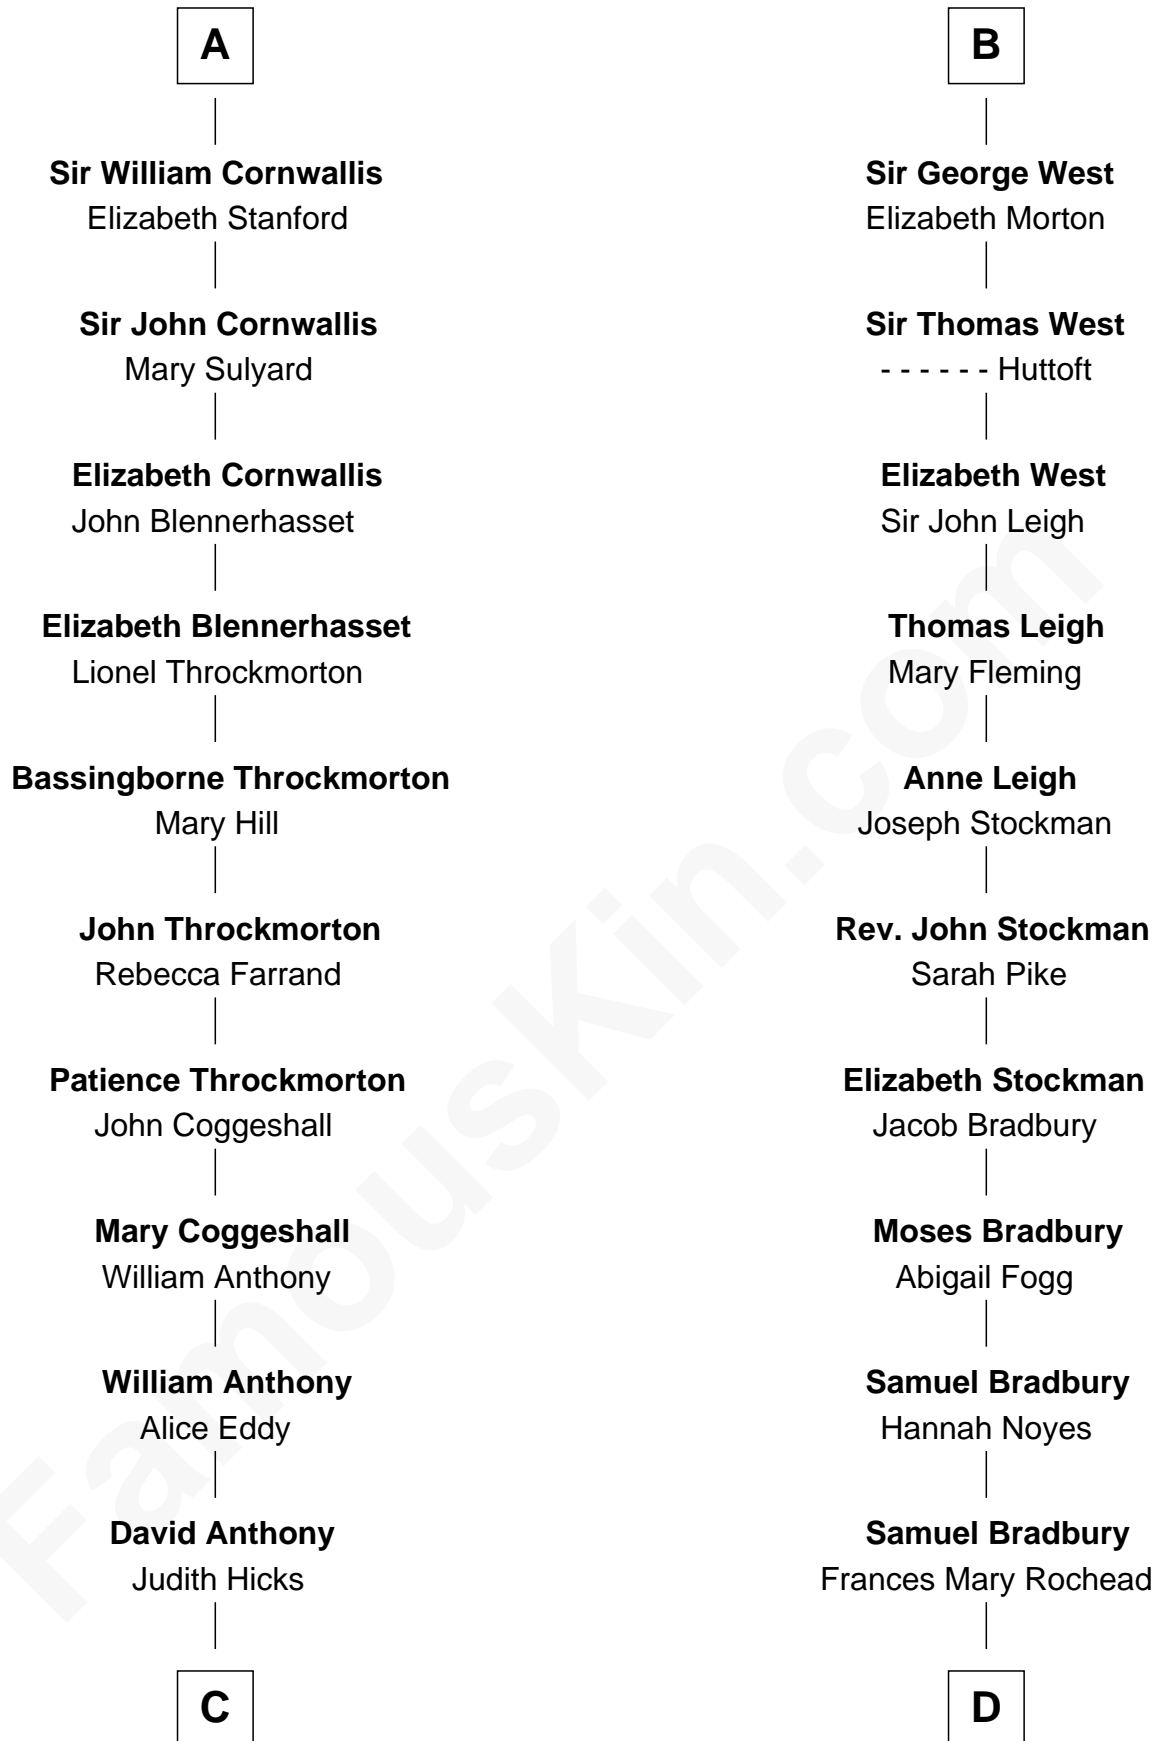 A
Sir William Cornwallis
Elizabeth Stanford
Sir John Cornwallis
Mary Sulyard
Elizabeth Cornwallis
John Blennerhasset
Elizabeth Blennerhasset
Lionel Throckmorton
Bassingborne Throckmorton
Mary Hill
John Throckmorton
Rebecca Farrand
Patience Throckmorton
John Coggeshall
Mary Coggeshall
William Anthony
William Anthony
Alice Eddy
David Anthony
Judith Hicks
C
B
Sir George West
Elizabeth Morton
Sir Thomas West
- - - - - - Huttoft
Elizabeth West
Sir John Leigh
Thomas Leigh
Mary Fleming
Anne Leigh
Joseph Stockman
Rev. John Stockman
Sarah Pike
Elizabeth Stockman
Jacob Bradbury
Moses Bradbury
Abigail Fogg
Samuel Bradbury
Hannah Noyes
Samuel Bradbury
Frances Mary Rochead
D
FamousKin.com